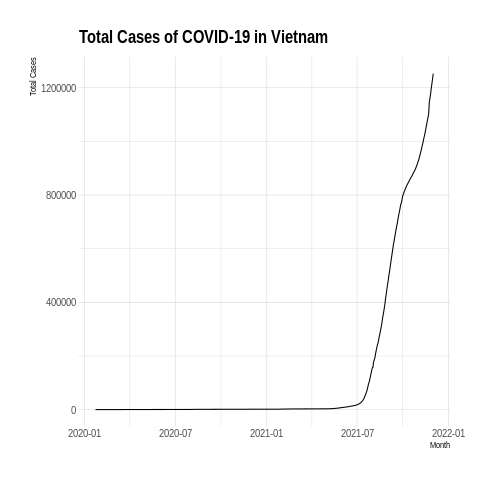 Total Cases of COVID-19 in Vietnam
Total Cases
1200000
800000
400000
0
2020-01 2020-07 2021-01 2021-07 2022-01
Month